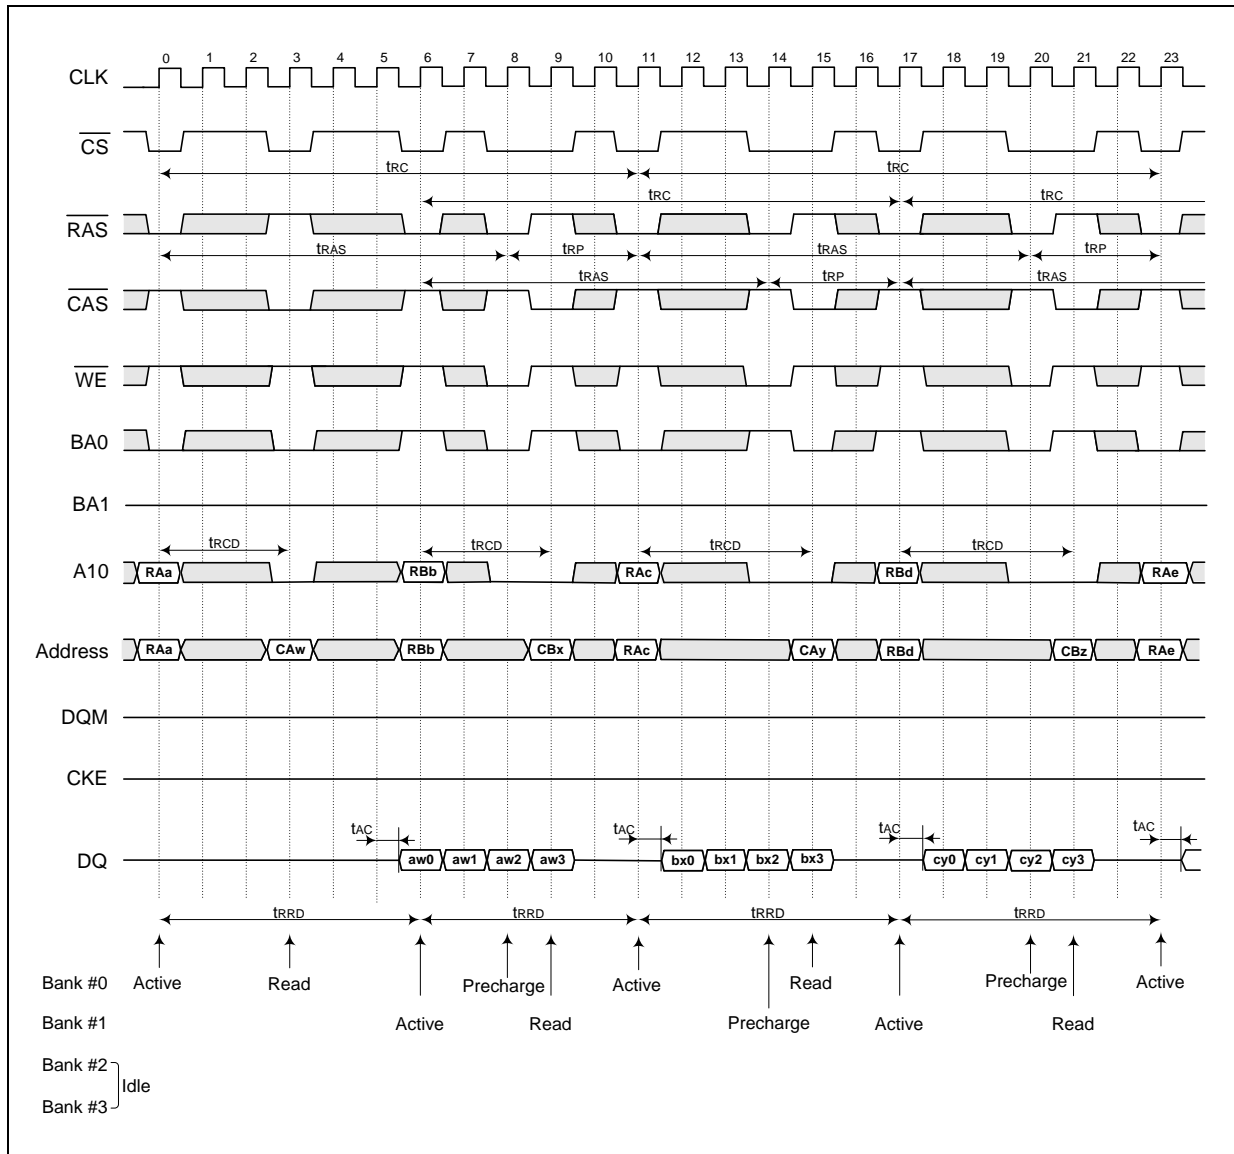 0 1 2 3 4 5 6 7 8 9 10 11 12 13 14 15 16 17 18 19 20 21 22 23
CLK
CS
tRC tRC
tRC tRC
RAS
tRAS tRP tRAS tRP
tRAS tRP tRAS
CAS
WE
BA0
BA1
tRCD tRCD tRCD tRCD
A10 RAa RBb RAc RBd RAe
Address RAa CAw RBb CBx RAc CAy RBd CBz RAe
DQM
CKE
tAC tAC tAC tAC
DQ aw0 aw1 aw2 aw3 bx0 bx1 bx2 bx3 cy0 cy1 cy2 cy3
tRRD tRRD tRRD tRRD
Bank #0 Active Read Precharge Active Read Precharge Active
Bank #1 Active Read Precharge Active Read
Bank #2
Idle
Bank #3